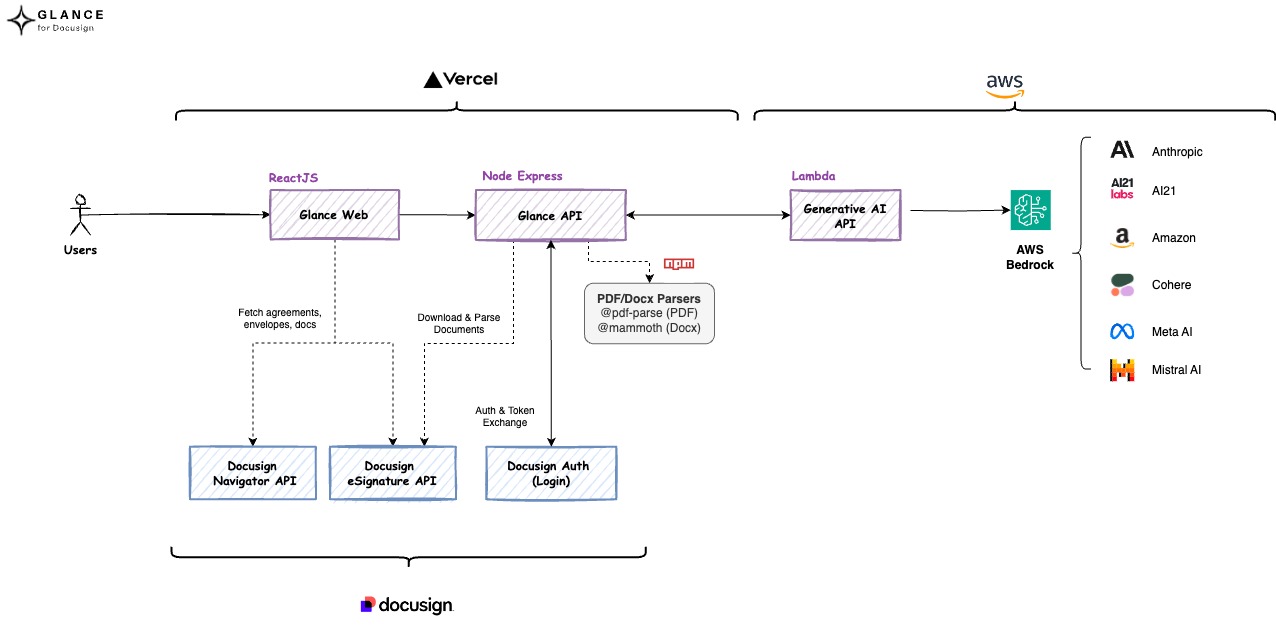 GLANCE
for Docusign
Vercel
aws
ReactJS
Node Express
Lambda
Glance Web
Glance API
Generative AI
API
Users
AWS
Bedrock
Anthropic
AI21
labs
AI21
a
Amazon
Cohere
Meta AI
Mistral AI
npm
PDF/Docx Parsers
@pdf-parse (PDF)
@mammoth (Docx)
Fetch agreements,
envelopes, docs
Download & Parse
Documents
Auth & Token
Exchange
Docusign
Navigator API
Docusign
eSignature API
Docusign Auth
(Login)
docusign